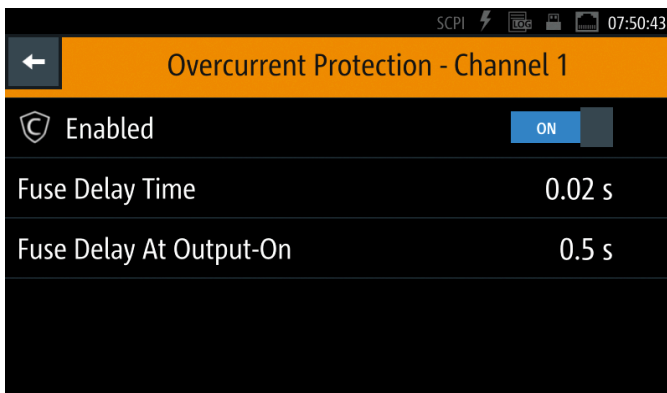 SCPI LOG 07:50:43
Overcurrent Protection - Channel 1
C Enabled ON
Fuse Delay Time 0.02 s
Fuse Delay At Output-On 0.5 s